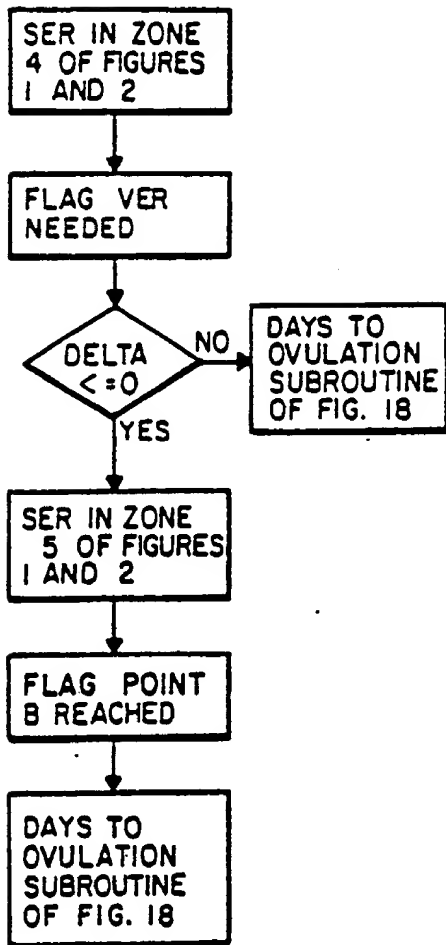 SER IN ZONE
4 OF FIGURES
1 AND 2
FLAG VER
NEEDED
DELTA
<=0
NO
DAYS TO
OVULATION
SUBROUTINE
OF FIG. 18
YES
SER IN ZONE
5 OF FIGURES
1 AND 2
FLAG POINT
B REACHED
DAYS TO
OVULATION
SUBROUTINE
OF FIG. 18